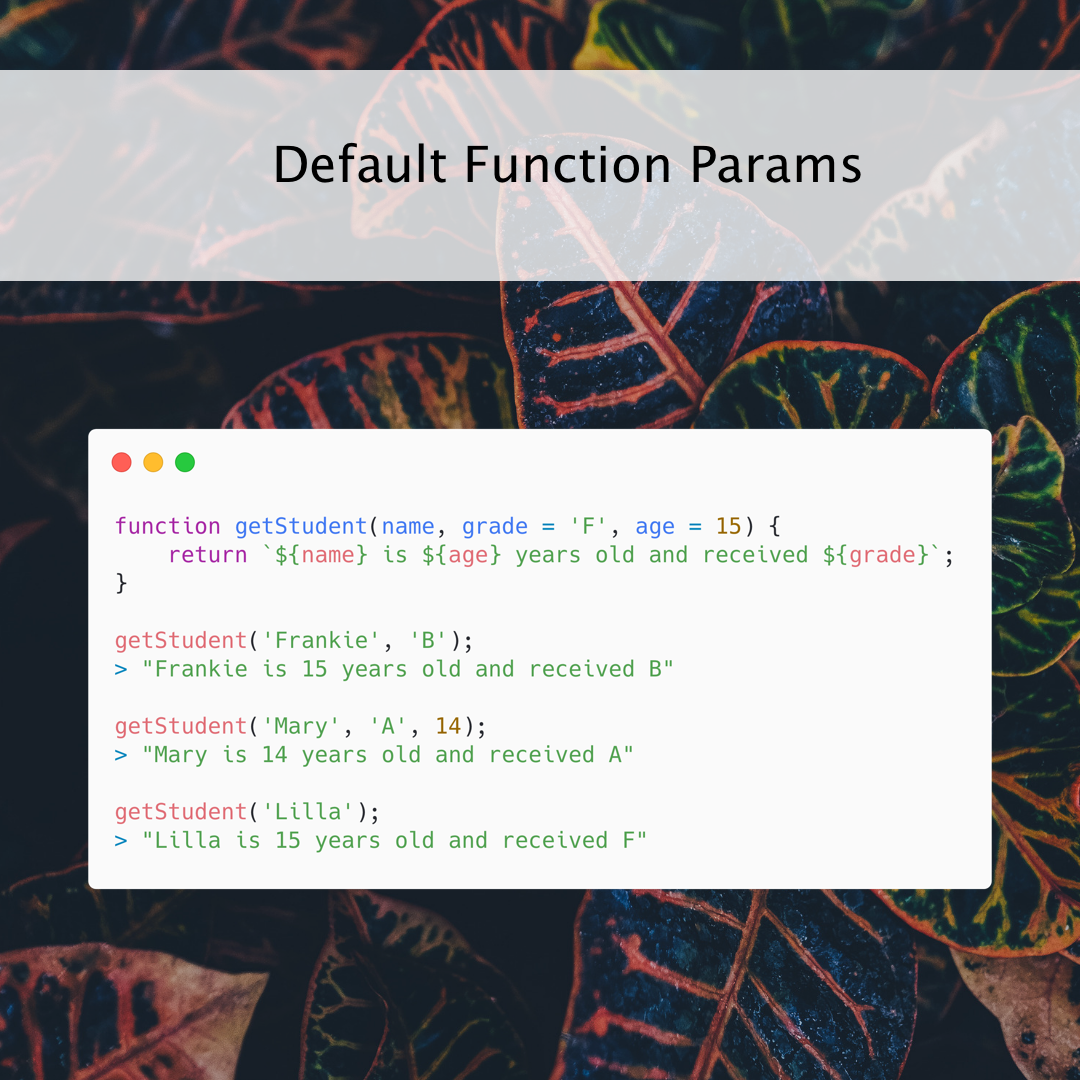 Default Function Params
function getStudent(name, grade = 'F', age = 15) {
    return `${name} is ${age} years old and received ${grade}`;
}
getStudent('Frankie', 'B');
> "Frankie is 15 years old and received B"
getStudent('Mary', 'A', 14);
> "Mary is 14 years old and received A"
getStudent('Lilla');
> "Lilla is 15 years old and received F"